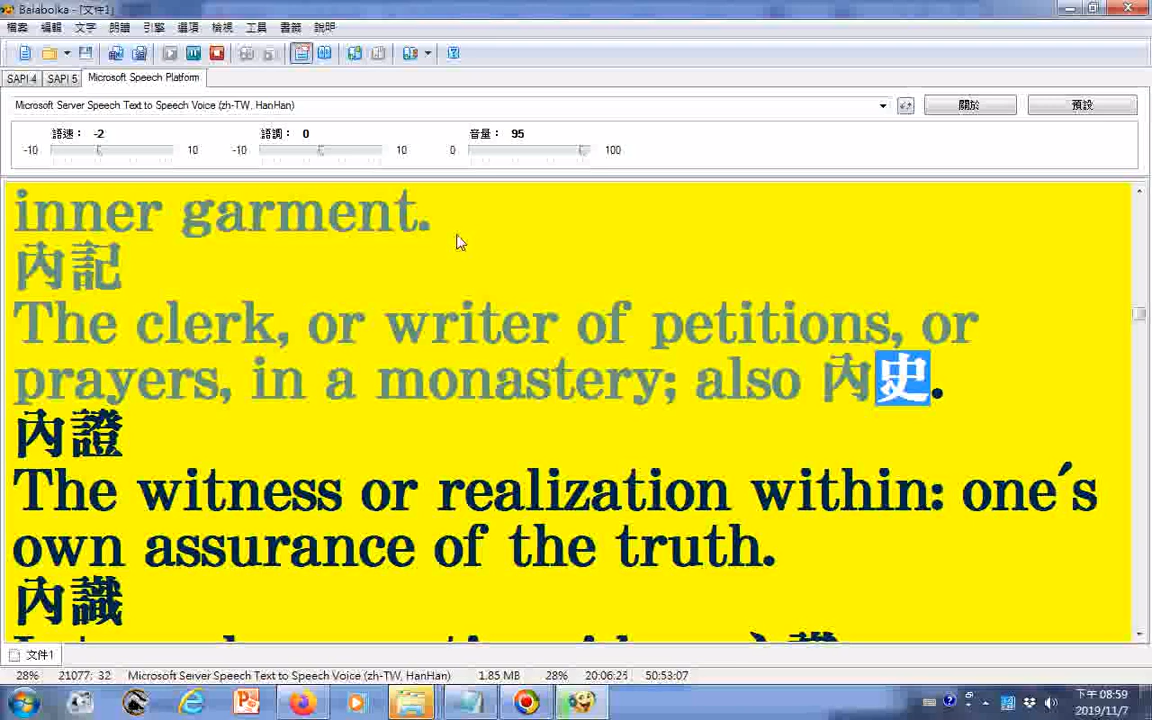 Balabolka - [文件1]
檔案 編輯 文字 朗讀 引擎 選項 檢視 工具 書籤 說明
SAPI 4 SAPI 5 Microsoft Speech Platform
Microsoft Server Speech Text to Speech Voice (zh-TW, HanHan) 關於 預設
語速： -2 語調： 0 音量： 95
-10 10 -10 10 0 100
inner garment.
內記
The clerk, or writer of petitions, or
prayers, in a monastery; also 內史.
內證
The witness or realization within: one's
own assurance of the truth.
內識
文件1
28% 21077: 32 Microsoft Server Speech Text to Speech Voice (zh-TW, HanHan) 1.85 MB 28% 20:06:25 50:53:07
下午 08:59
2019/11/7